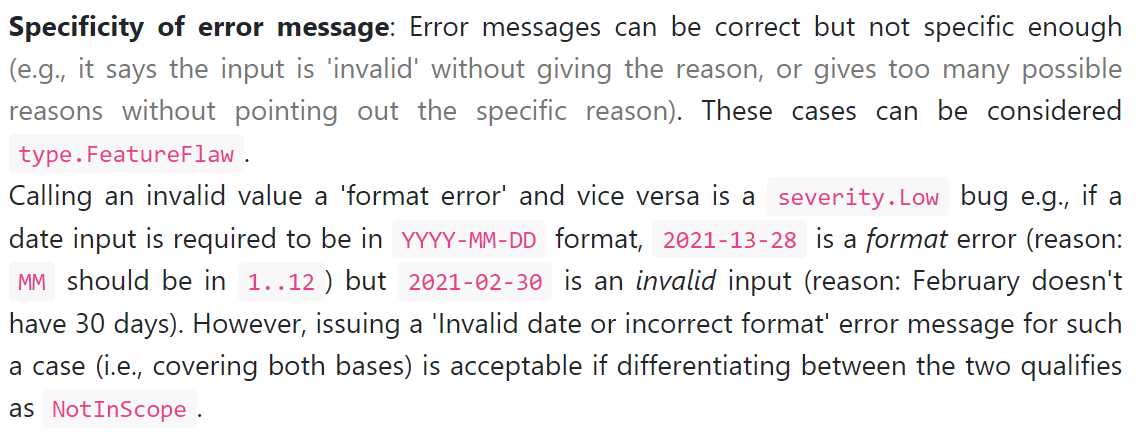 Specificity of error message: Error messages can be correct but not specific enough
(e.g., it says the input is 'invalid' without giving the reason, or gives too many possible
reasons without pointing out the specific reason). These cases can be considered
type.FeatureFlaw .
Calling an invalid value a 'format error' and vice versa is a severity.Low bug e.g., if a
date input is required to be in YYYY-MM-DD format, 2021-13-28 is a format error (reason:
MM should be in 1..12 ) but 2021-02-30 is an invalid input (reason: February doesn't
have 30 days). However, issuing a 'Invalid date or incorrect format' error message for such
a case (i.e., covering both bases) is acceptable if differentiating between the two qualifies
as NotInScope .